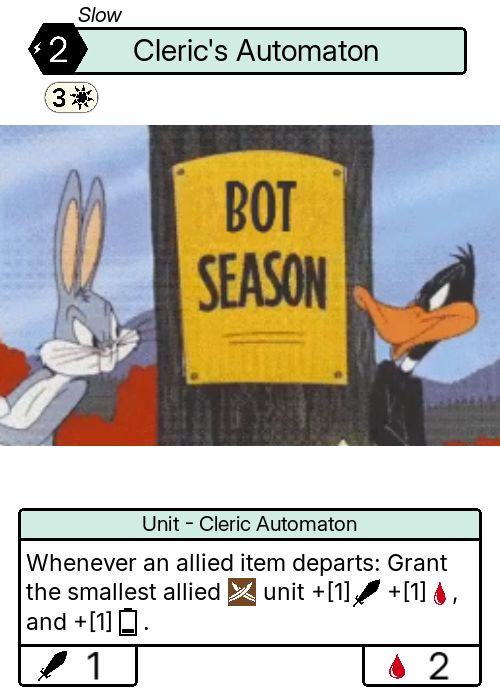 Slow
2 Cleric's Automaton
3
BOT
SEASON
Unit - Cleric Automaton
Whenever an allied item departs: Grant
the smallest allied unit +[1] +[1] ,
and +[1] .
1 2